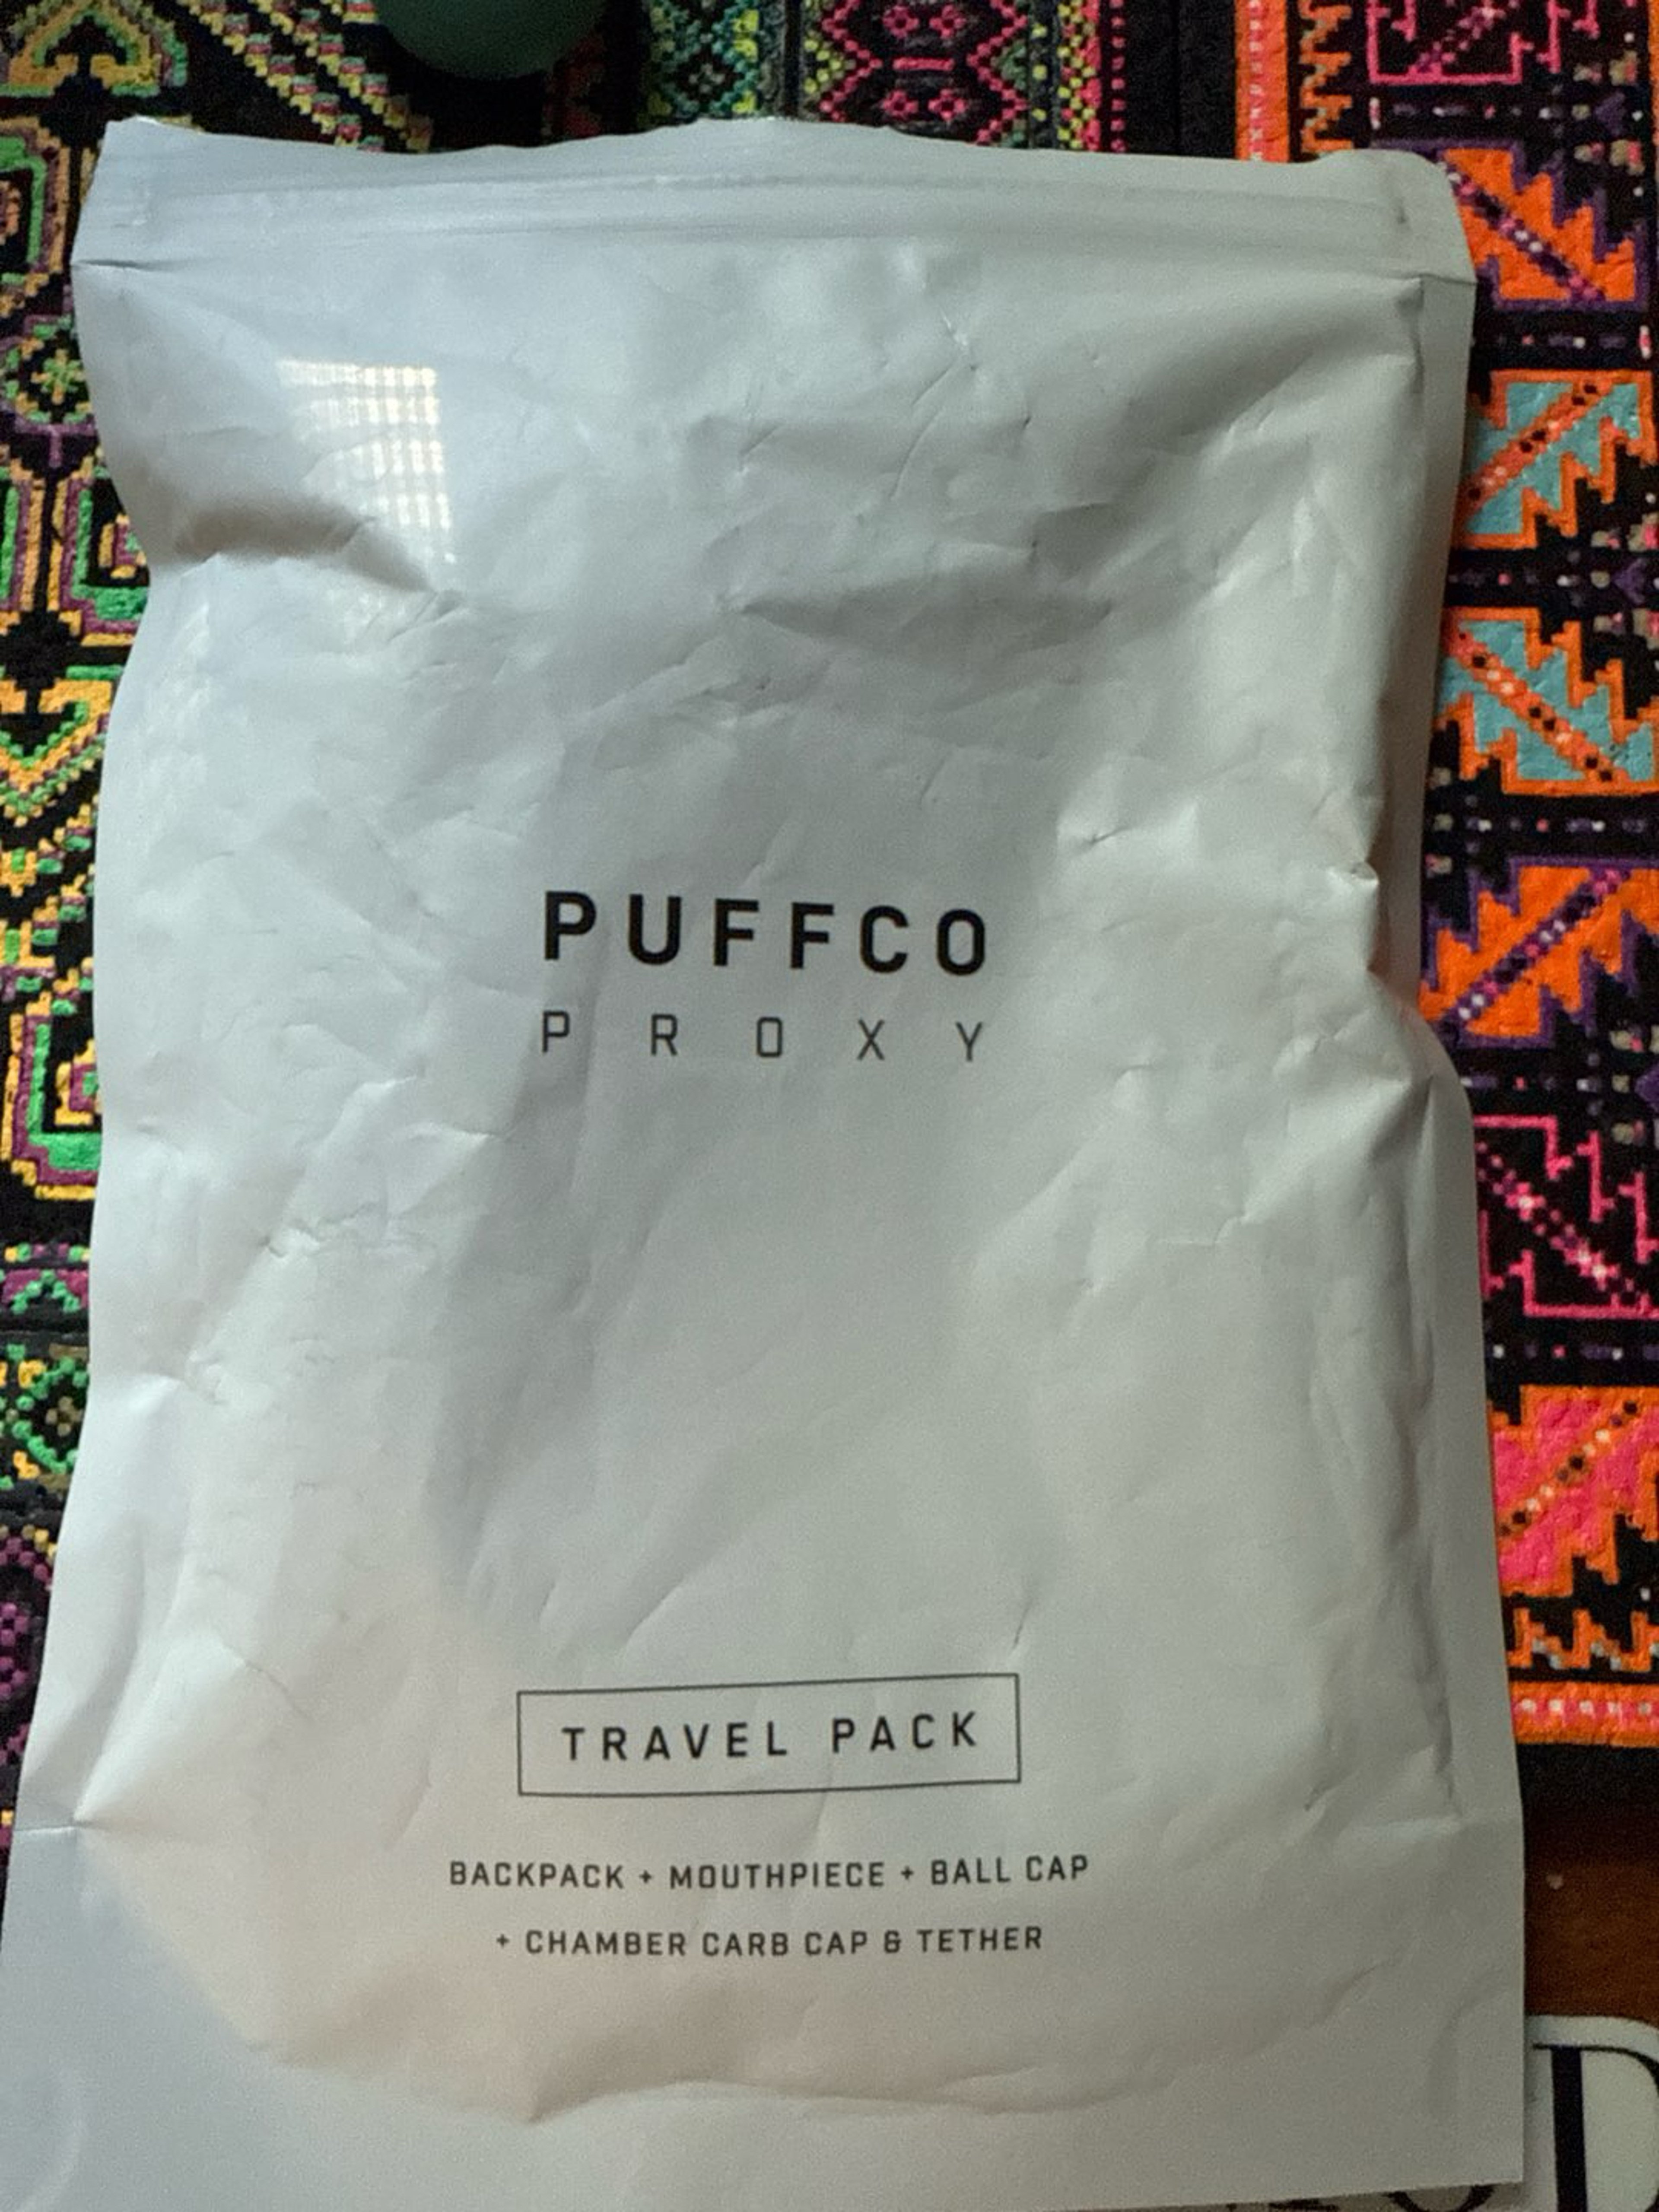 PUFFCO
PROXY
TRAVEL PACK
BACKPACK + MOUTHPIECE + BALL CAP
+ CHAMBER CARB CAP & TETHER